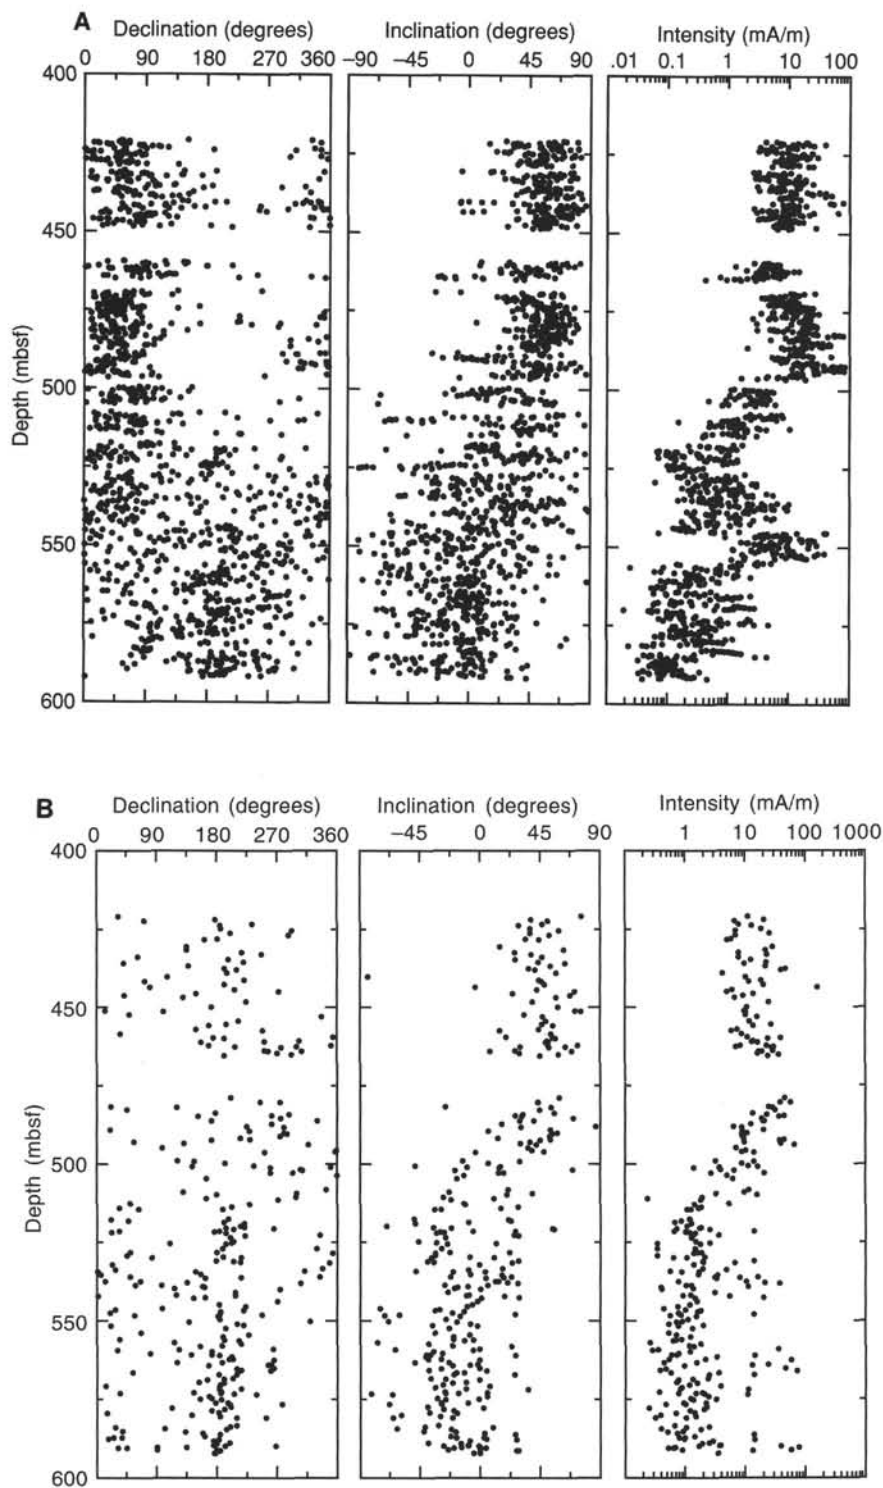 A
Declination (degrees) Inclination (degrees) Intensity (mA/m)
0 90 180 270 360 −90 −45 0 45 90 .01 0.1 1 10 100
400
450
500
550
600
Depth (mbsf)
B
Declination (degrees) Inclination (degrees) Intensity (mA/m)
0 90 180 270 360 −45 0 45 90 1 10 100 1000
400
450
500
550
600
Depth (mbsf)